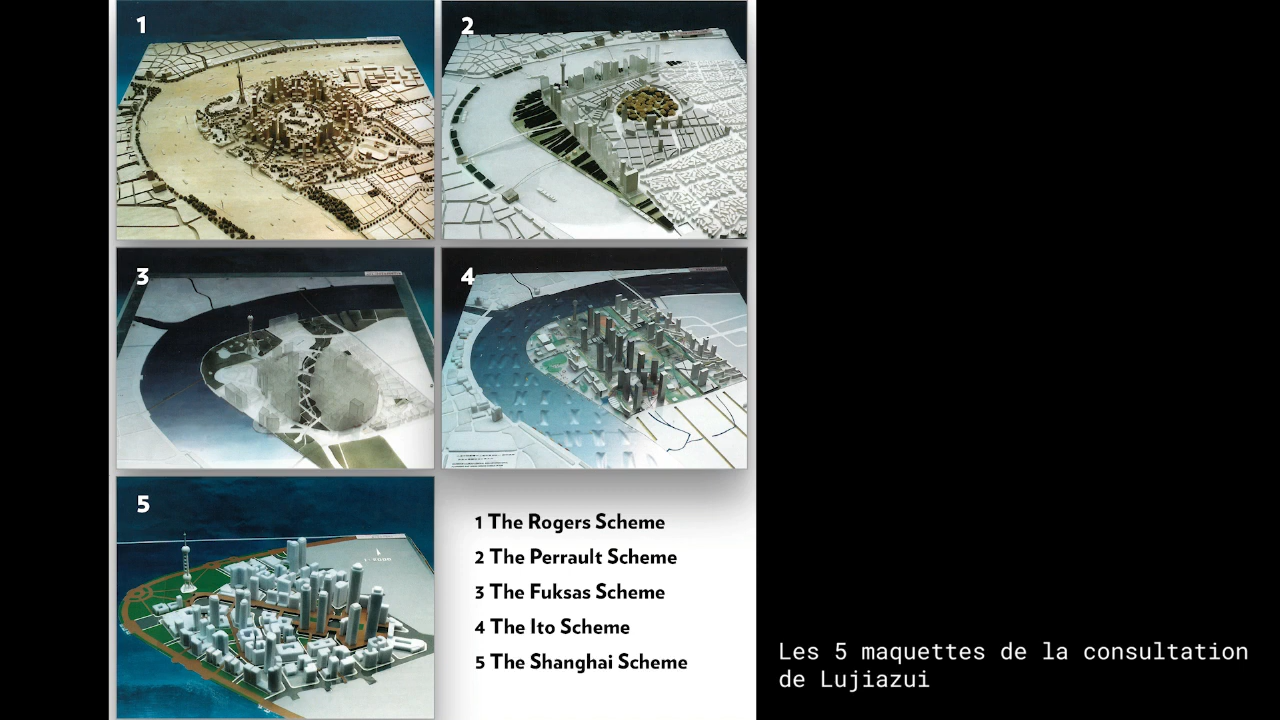 1
2
3
4
5
1 The Rogers Scheme
2 The Perrault Scheme
3 The Fuksas Scheme
4 The Ito Scheme
5 The Shanghai Scheme
Les 5 maquettes de la consultation
de Lujiazui